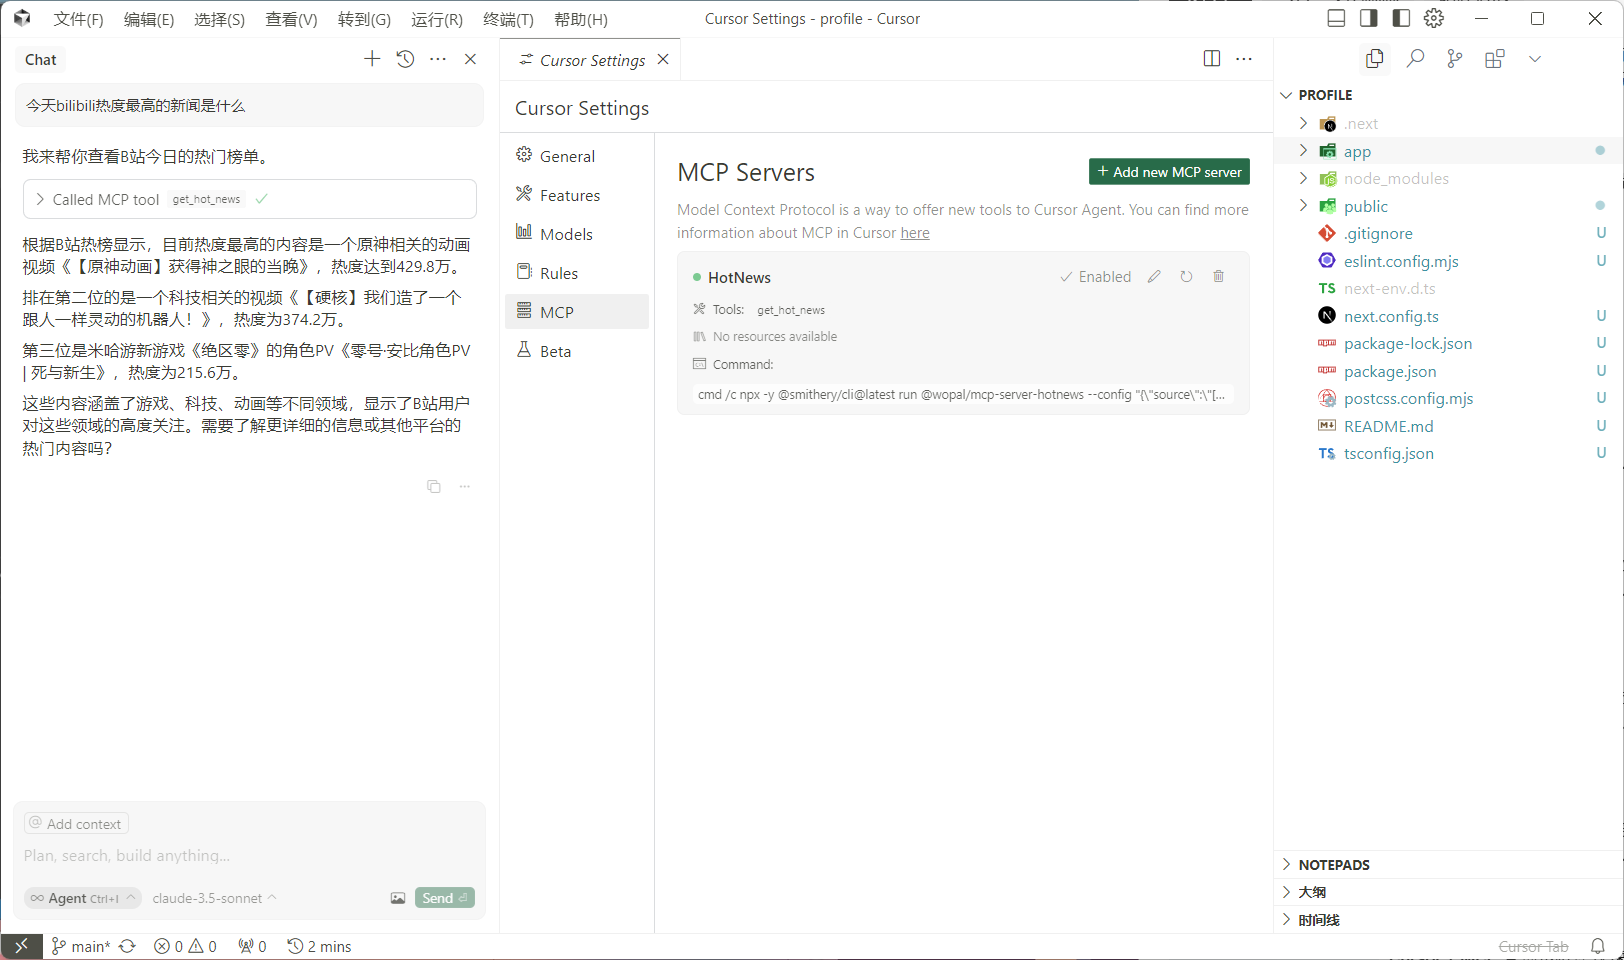 文件(F) 编辑(E) 选择(S) 查看(V) 转到(G) 运行(R) 终端(T) 帮助(H)
Cursor Settings - profile - Cursor
Chat
今天bilibili热度最高的新闻是什么
我来帮你查看B站今日的热门榜单。
Called MCP tool get_hot_news
根据B站热榜显示，目前热度最高的内容是一个原神相关的动画
视频《【原神动画】获得神之眼的当晚》，热度达到429.8万。
排在第二位的是一个科技相关的视频《【硬核】我们造了一个
跟人一样灵动的机器人！》，热度为374.2万。
第三位是米哈游新游戏《绝区零》的角色PV《零号·安比角色PV
| 死与新生》，热度为215.6万。
这些内容涵盖了游戏、科技、动画等不同领域，显示了B站用户
对这些领域的高度关注。需要了解更详细的信息或其他平台的
热门内容吗？
@ Add context
Plan, search, build anything...
Agent Ctrl+I claude-3.5-sonnet Send
Cursor Settings
Cursor Settings
General
Features
Models
Rules
MCP
Beta
MCP Servers
+ Add new MCP server
Model Context Protocol is a way to offer new tools to Cursor Agent. You can find more
information about MCP in Cursor here
HotNews
Enabled
Tools: get_hot_news
No resources available
Command:
cmd /c npx -y @smithery/cli@latest run @wopal/mcp-server-hotnews --config "{\"source\":\"[...
PROFILE
.next
app
node_modules
public
.gitignore U
eslint.config.mjs U
TS next-env.d.ts
N next.config.ts U
package-lock.json U
package.json U
postcss.config.mjs U
README.md U
TS tsconfig.json U
NOTEPADS
大纲
时间线
main* 0 0 0 2 mins
Cursor Tab